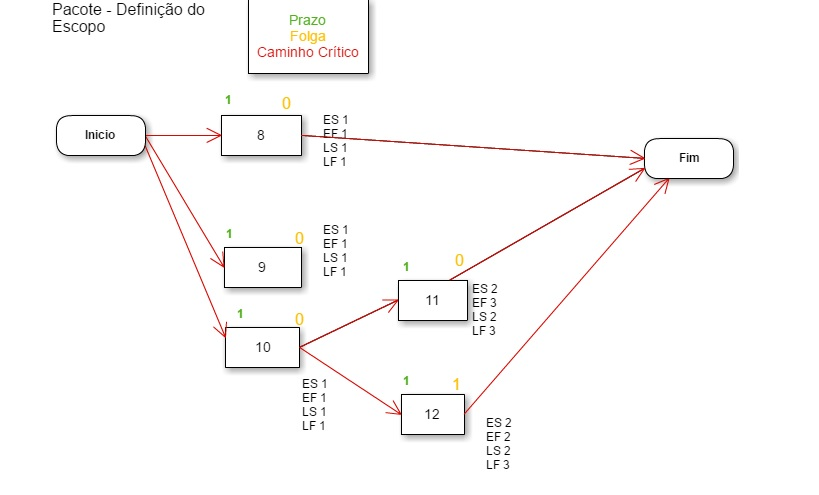 Pacote - Definição do
Escopo
Prazo
Folga
Caminho Crítico
Inicio
1
0
8
ES 1
EF 1
LS 1
LF 1
Fim
1
0
9
ES 1
EF 1
LS 1
LF 1
1
0
10
ES 1
EF 1
LS 1
LF 1
1
0
11
ES 2
EF 3
LS 2
LF 3
1
1
12
ES 2
EF 2
LS 2
LF 3